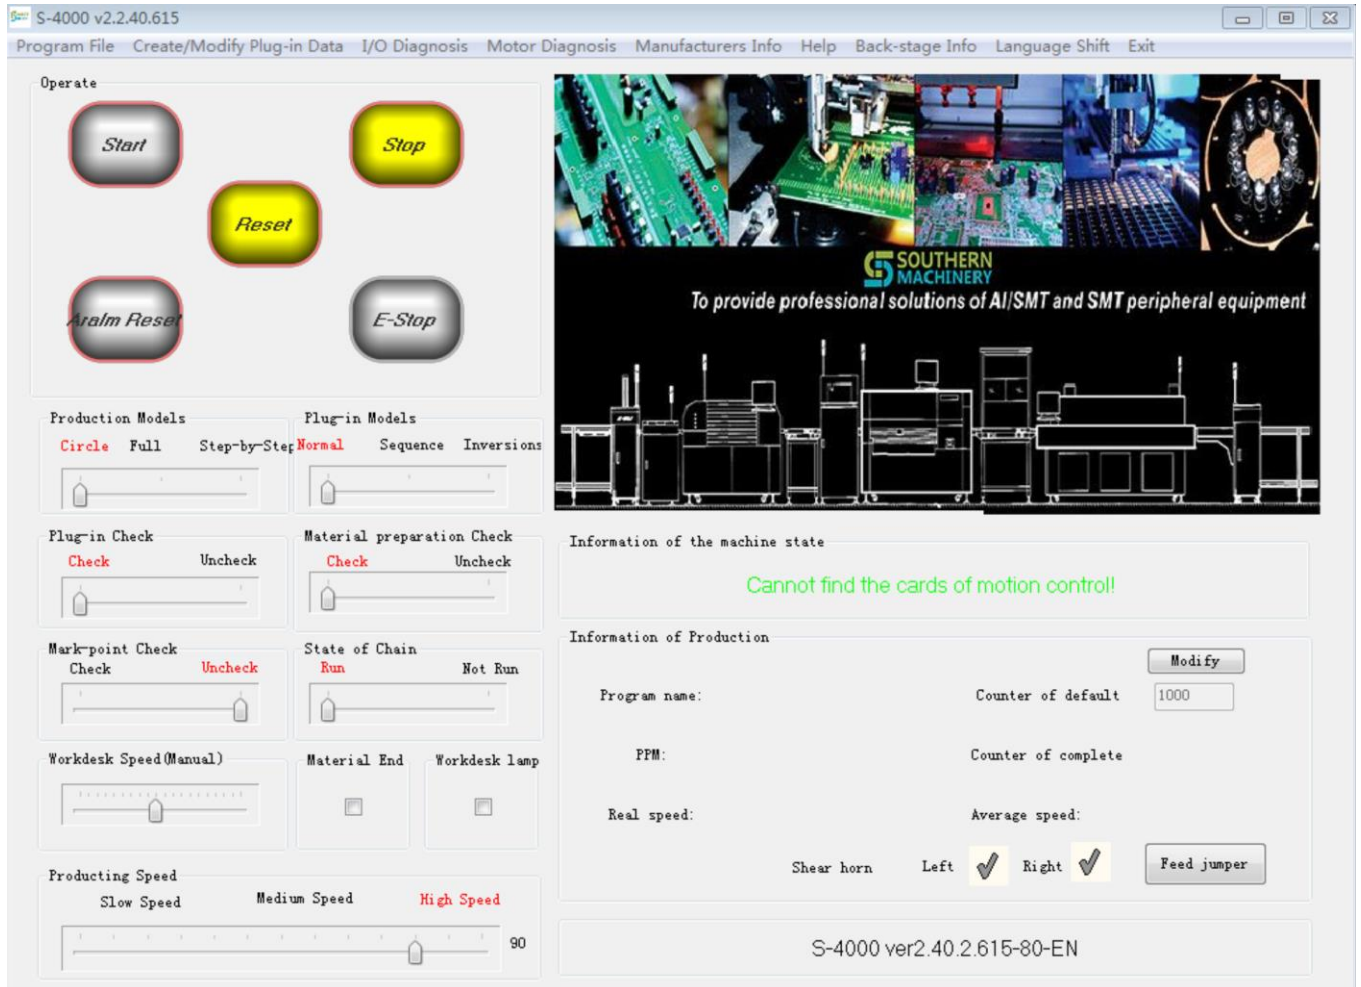 S-4000 v2.2.40.615
Program File Create/Modify Plug-in Data I/O Diagnosis Motor Diagnosis Manufacturers Info Help Back-stage Info Language Shift Exit
Operate
Start
Stop
Reset
Aralm Reset
E-Stop
SOUTHERN
MACHINERY
To provide professional solutions of AI/SMT and SMT peripheral equipment
Production Models
Circle Full Step-by-Step
Plug-in Models
Normal Sequence Inversions
Plug-in Check
Check Uncheck
Material preparation Check
Check Uncheck
Mark-point Check
Check Uncheck
State of Chain
Run Not Run
Workdesk Speed(Manual)
Material End
Workdesk lamp
Producting Speed
Slow Speed Medium Speed High Speed
90
Information of the machine state
Cannot find the cards of motion control!
Information of Production
Modify
Program name: Counter of default 1000
PPM: Counter of complete
Real speed: Average speed:
Shear horn Left Right Feed jumper
S-4000 ver2.40.2.615-80-EN